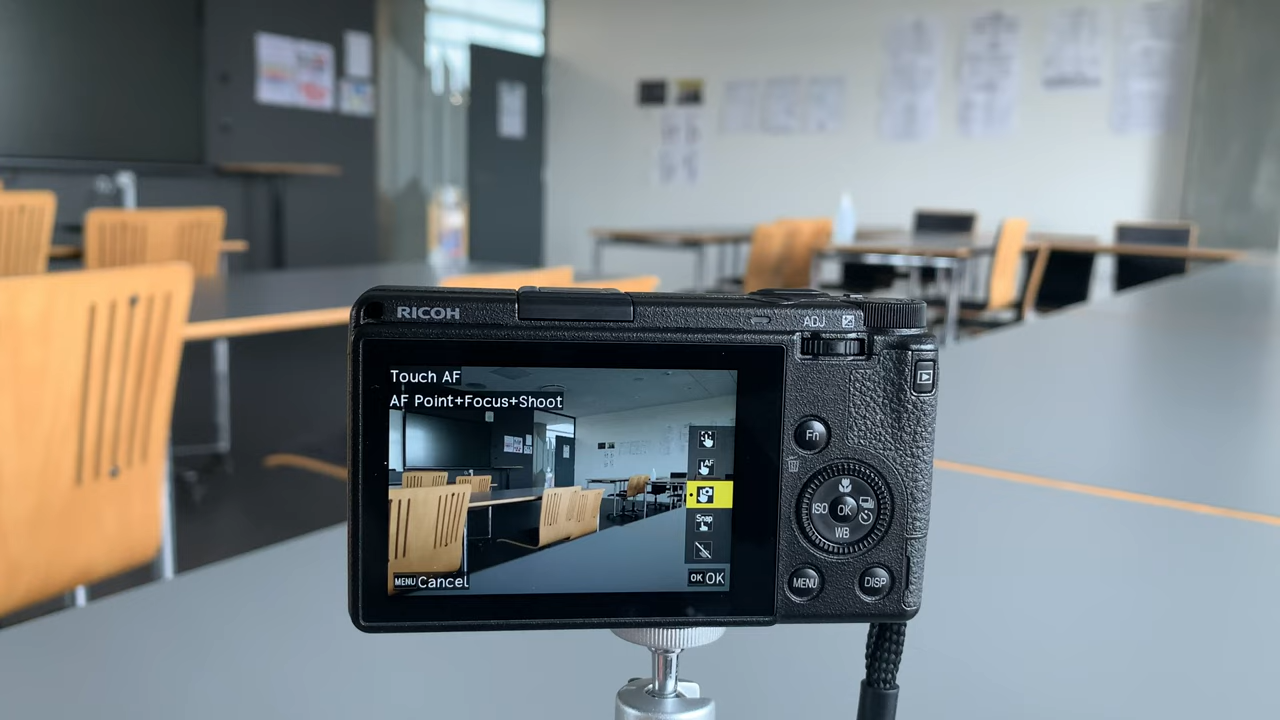 RICOH
ADJ
Touch AF
AF Point+Focus+Shoot
AF
Snap
MENU Cancel
OK OK
Fn
ISO OK
WB
MENU DISP